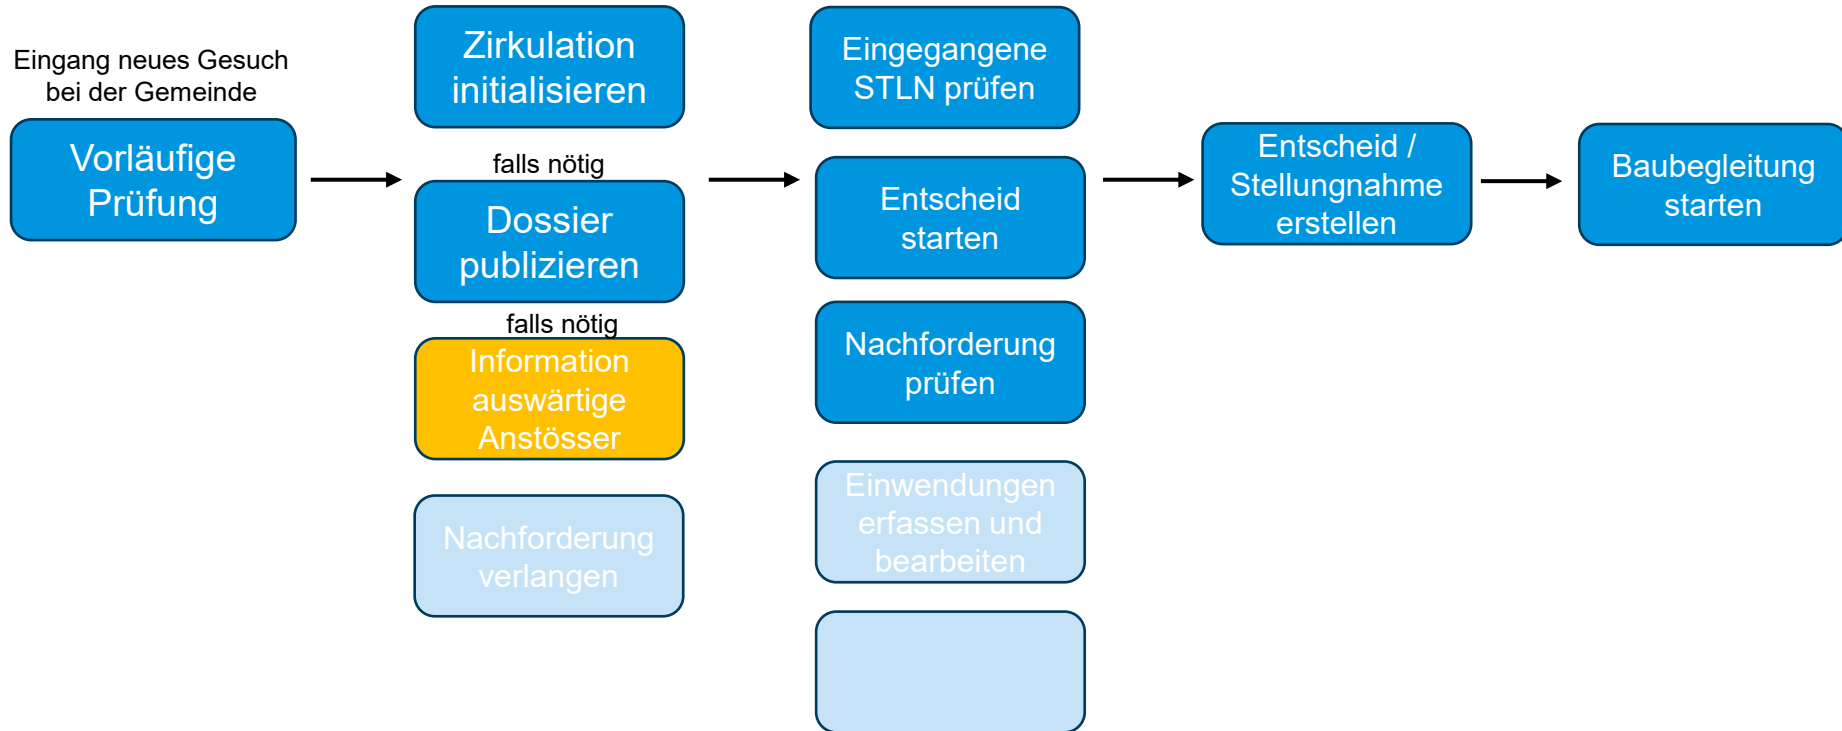 Eingang neues Gesuch
bei der Gemeinde
Vorläufige
Prüfung
Zirkulation
initialisieren
falls nötig
Dossier
publizieren
falls nötig
Information
auswärtige
Anstösser
Nachforderung
verlangen
Eingegangene
STLN prüfen
Entscheid
starten
Nachforderung
prüfen
Einwendungen
erfassen und
bearbeiten
Entscheid /
Stellungnahme
erstellen
Baubegleitung
starten